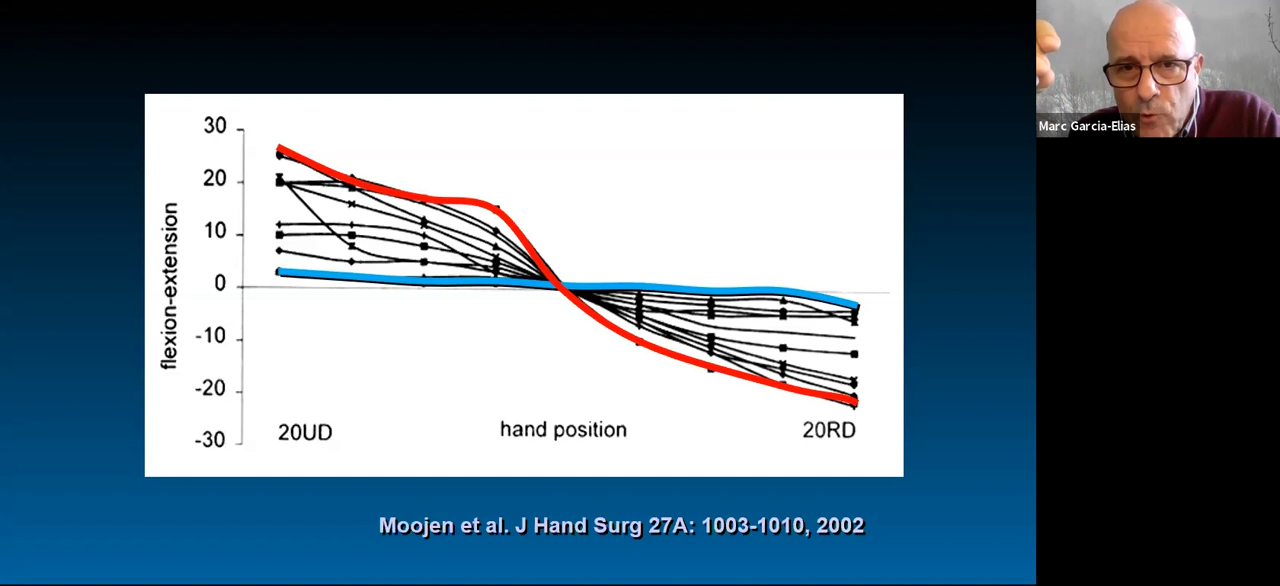 30
20
10
0
-10
-20
-30
flexion-extension
20UD
hand position
20RD
Moojen et al. J Hand Surg 27A: 1003-1010, 2002
Marc Garcia-Elias